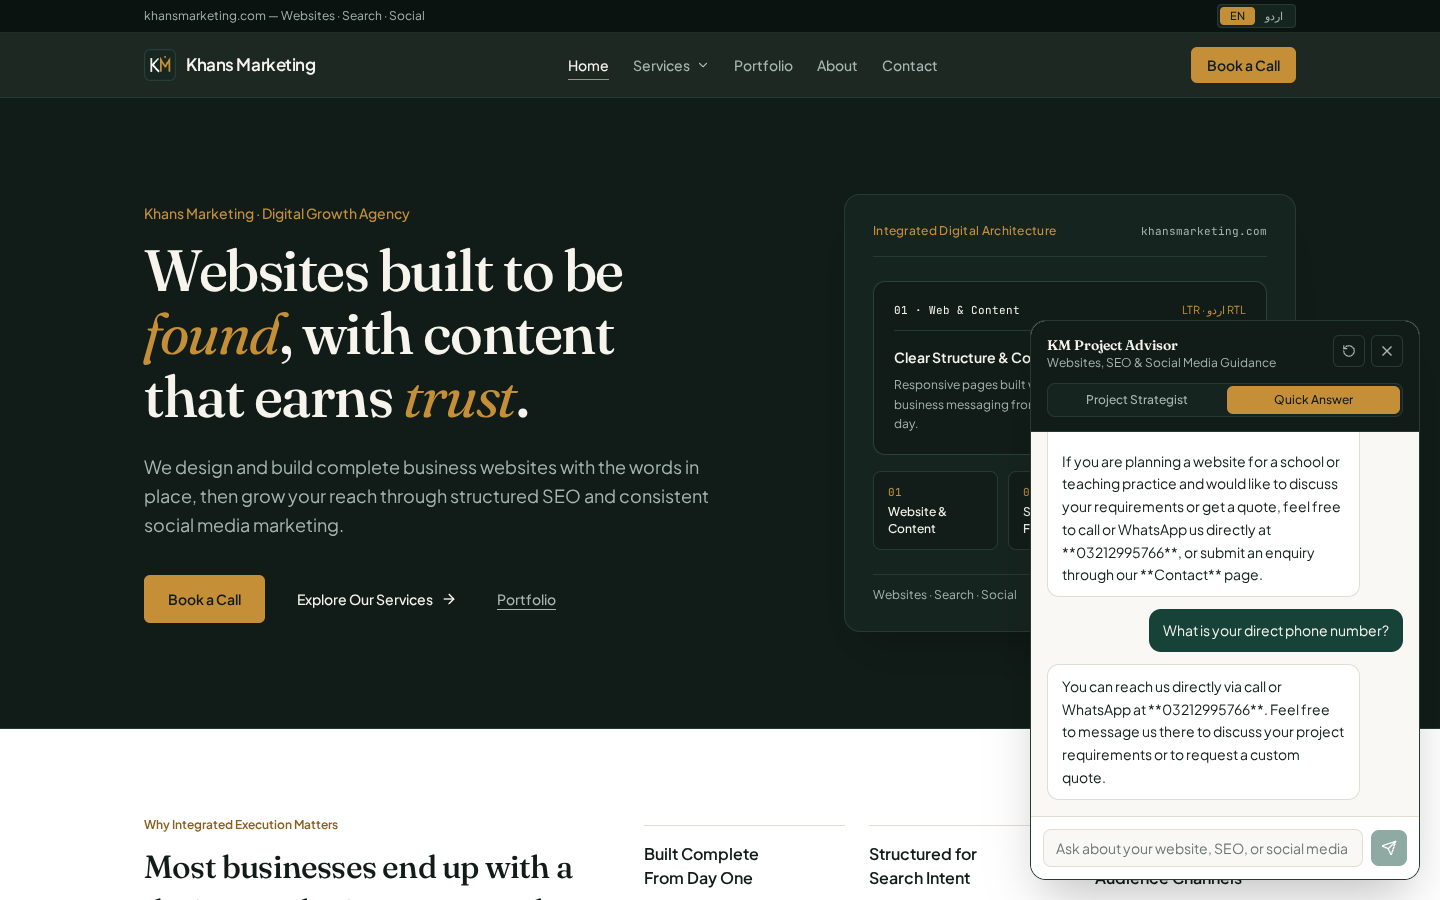 khansmarketing.com — Websites · Search · Social
EN
اردو
KM
Khans Marketing
Home
Services
Portfolio
About
Contact
Book a Call
Khans Marketing · Digital Growth Agency
Websites built to be
found, with content
that earns trust.
We design and build complete business websites with the words in
place, then grow your reach through structured SEO and consistent
social media marketing.
Book a Call
Explore Our Services
Portfolio
Integrated Digital Architecture
khansmarketing.com
01 · Web & Content
LTR · اردو RTL
Clear Structure & Co
Responsive pages built
business messaging from
day.
01
Website &
Content
Websites · Search · Social
KM Project Advisor
Websites, SEO & Social Media Guidance
Project Strategist
Quick Answer
If you are planning a website for a school or
teaching practice and would like to discuss
your requirements or get a quote, feel free
to call or WhatsApp us directly at
**03212995766**, or submit an enquiry
through our **Contact** page.
What is your direct phone number?
You can reach us directly via call or
WhatsApp at **03212995766**. Feel free
to message us there to discuss your project
requirements or to request a custom
quote.
Ask about your website, SEO, or social media
Why Integrated Execution Matters
Most businesses end up with a
Built Complete
From Day One
Structured for
Search Intent
Audience Channels